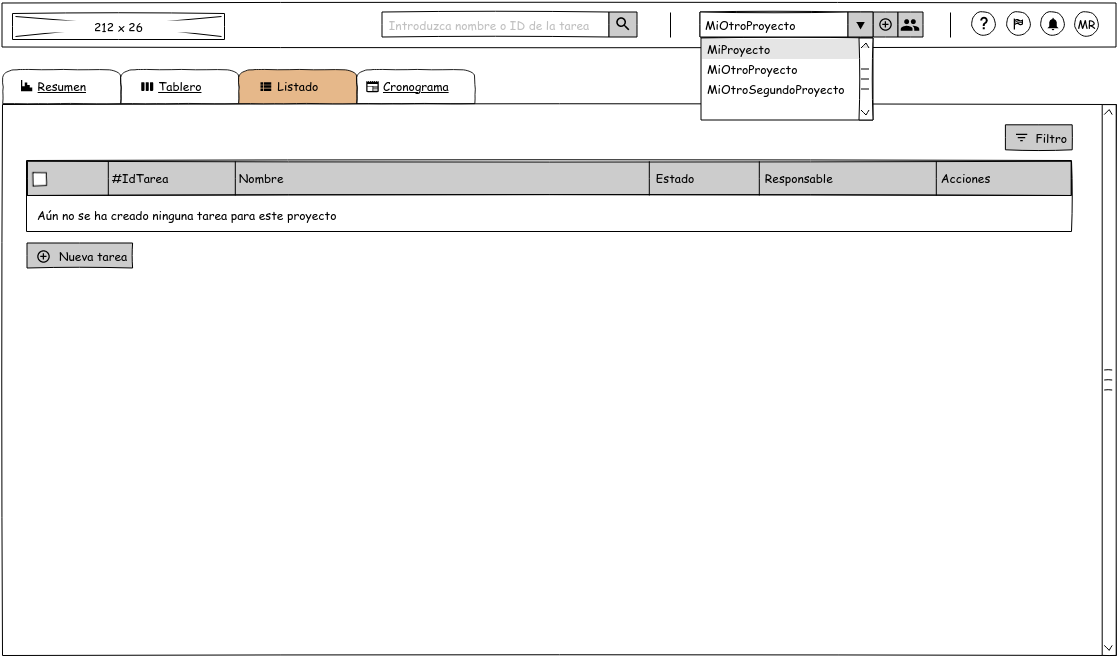 212 x 26
Introduzca nombre o ID de la tarea
MiOtroProyecto
?
MR
MiProyecto
MiOtroProyecto
MiOtroSegundoProyecto
Resumen
Tablero
Listado
Cronograma
Filtro
#IdTarea
Nombre
Estado
Responsable
Acciones
Aún no se ha creado ninguna tarea para este proyecto
Nueva tarea